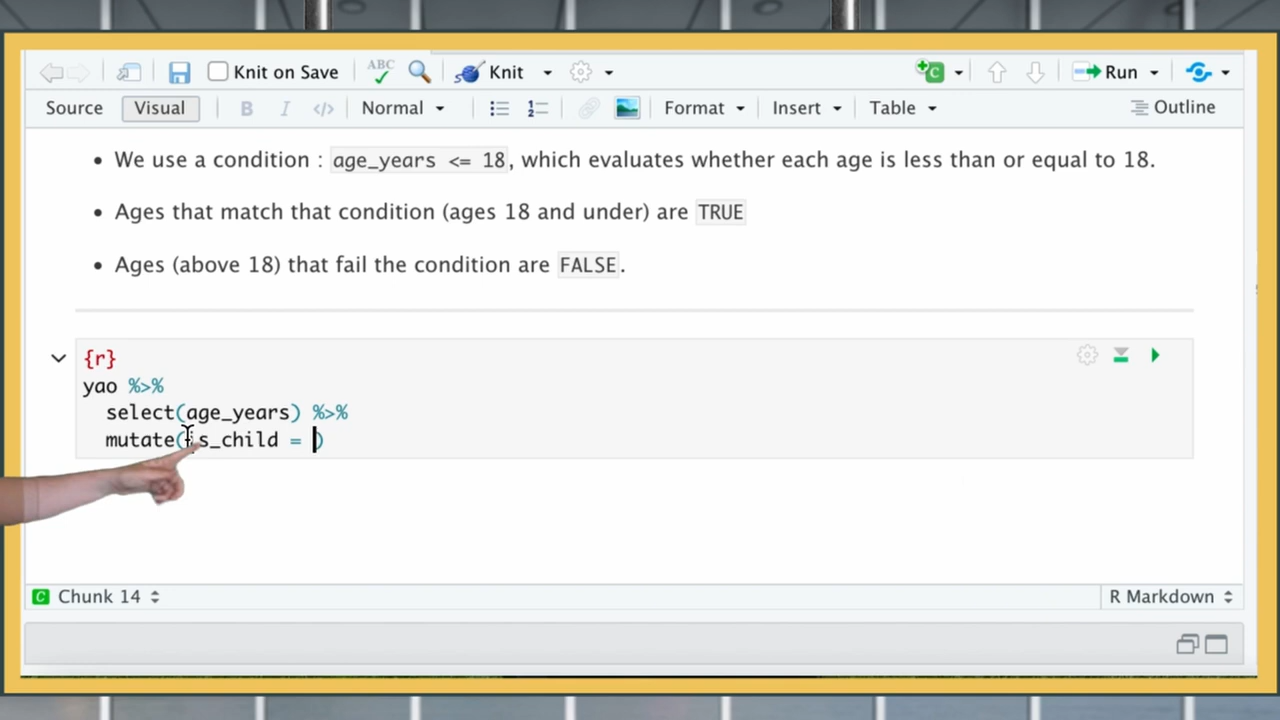 Knit on Save ABC Knit C Run
Source Visual B I </> Normal Format Insert Table Outline
• We use a condition : age_years <= 18, which evaluates whether each age is less than or equal to 18.
• Ages that match that condition (ages 18 and under) are TRUE
• Ages (above 18) that fail the condition are FALSE.
{r}
yao %>%
select(age_years) %>%
mutate(is_child = )
C Chunk 14 R Markdown